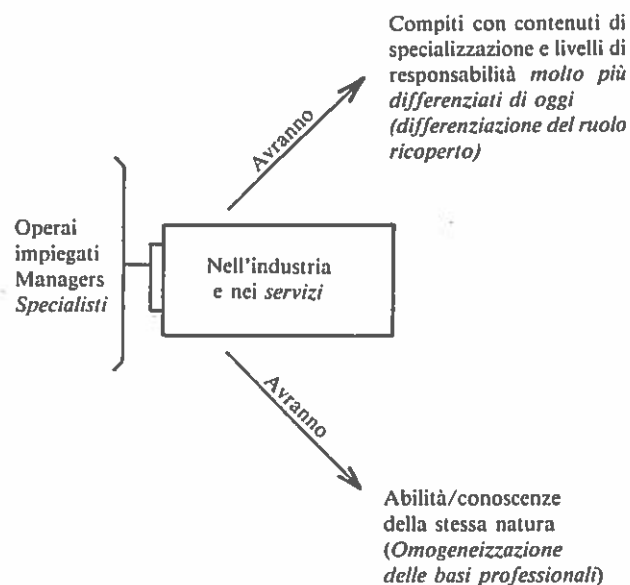 Compiti con contenuti di
specializzazione e livelli di
responsabilità molto più
differenziati di oggi
(differenziazione del ruolo
ricoperto)
Avranno
Operai
impiegati
Managers
Specialisti
Nell'industria
e nei servizi
Avranno
Abilità/conoscenze
della stessa natura
(Omogeneizzazione
delle basi professionali)